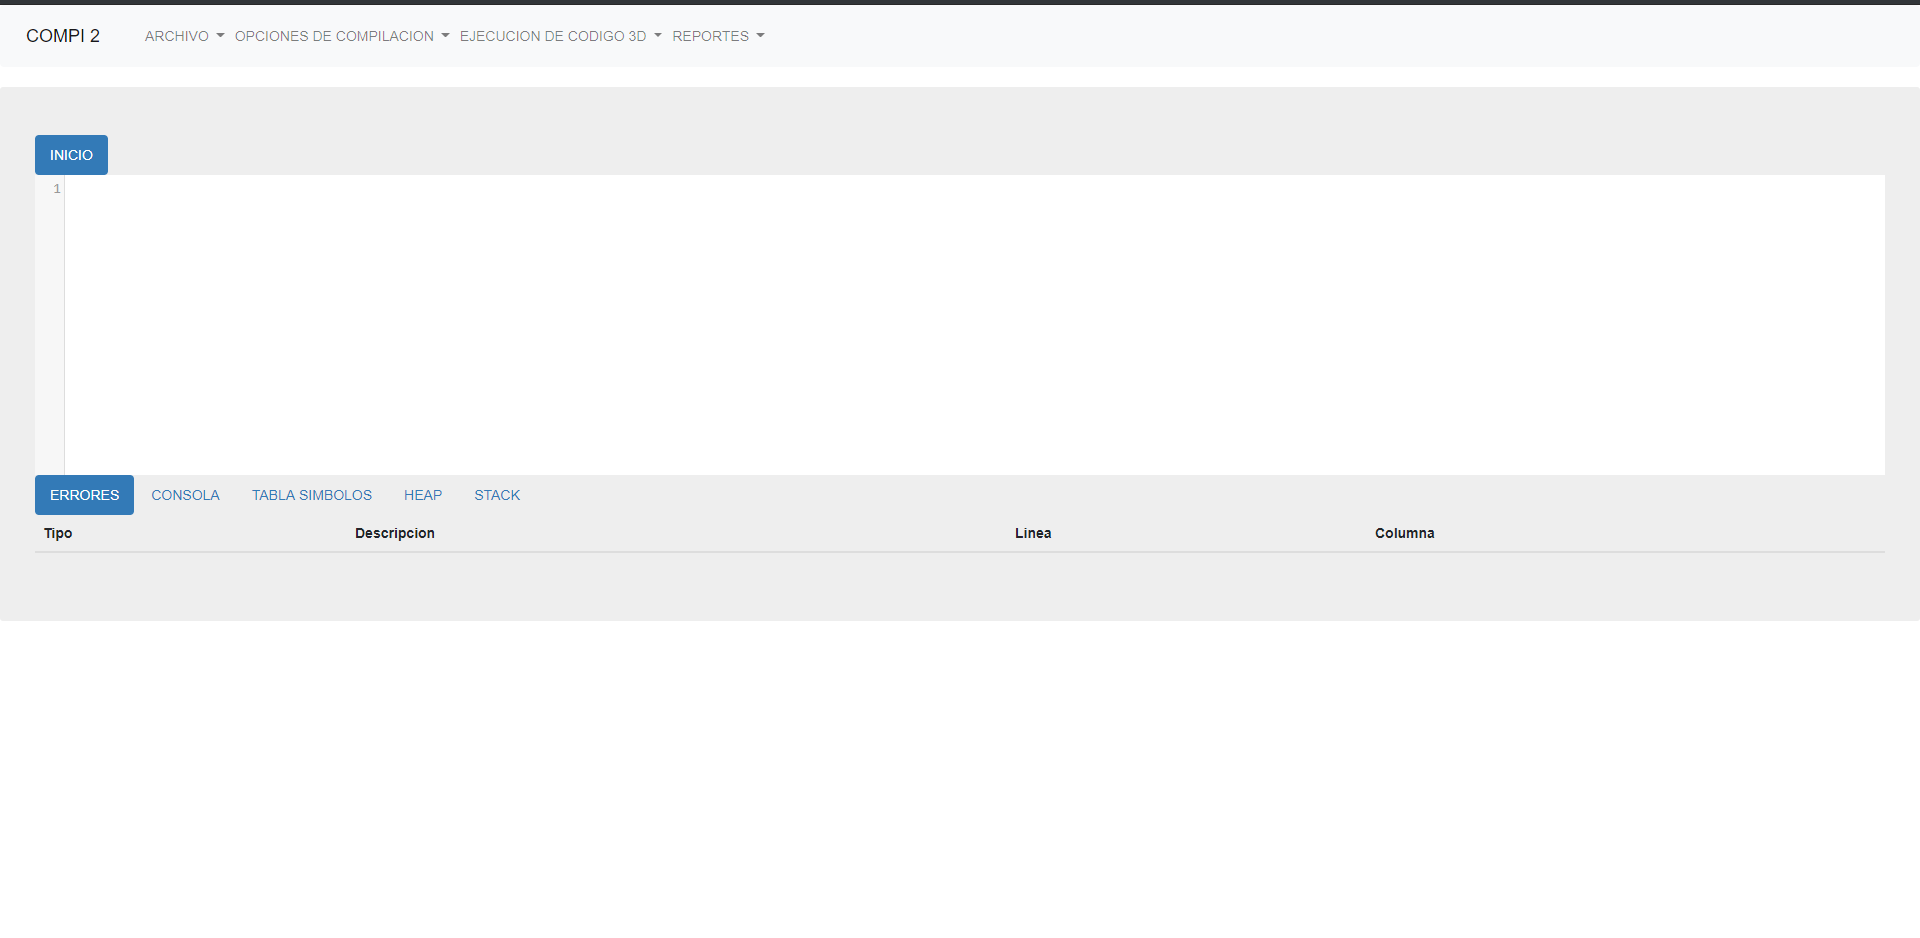 COMPI 2 ARCHIVO OPCIONES DE COMPILACION EJECUCION DE CODIGO 3D REPORTES
INICIO
1
ERRORES CONSOLA TABLA SIMBOLOS HEAP STACK
Tipo Descripcion Linea Columna